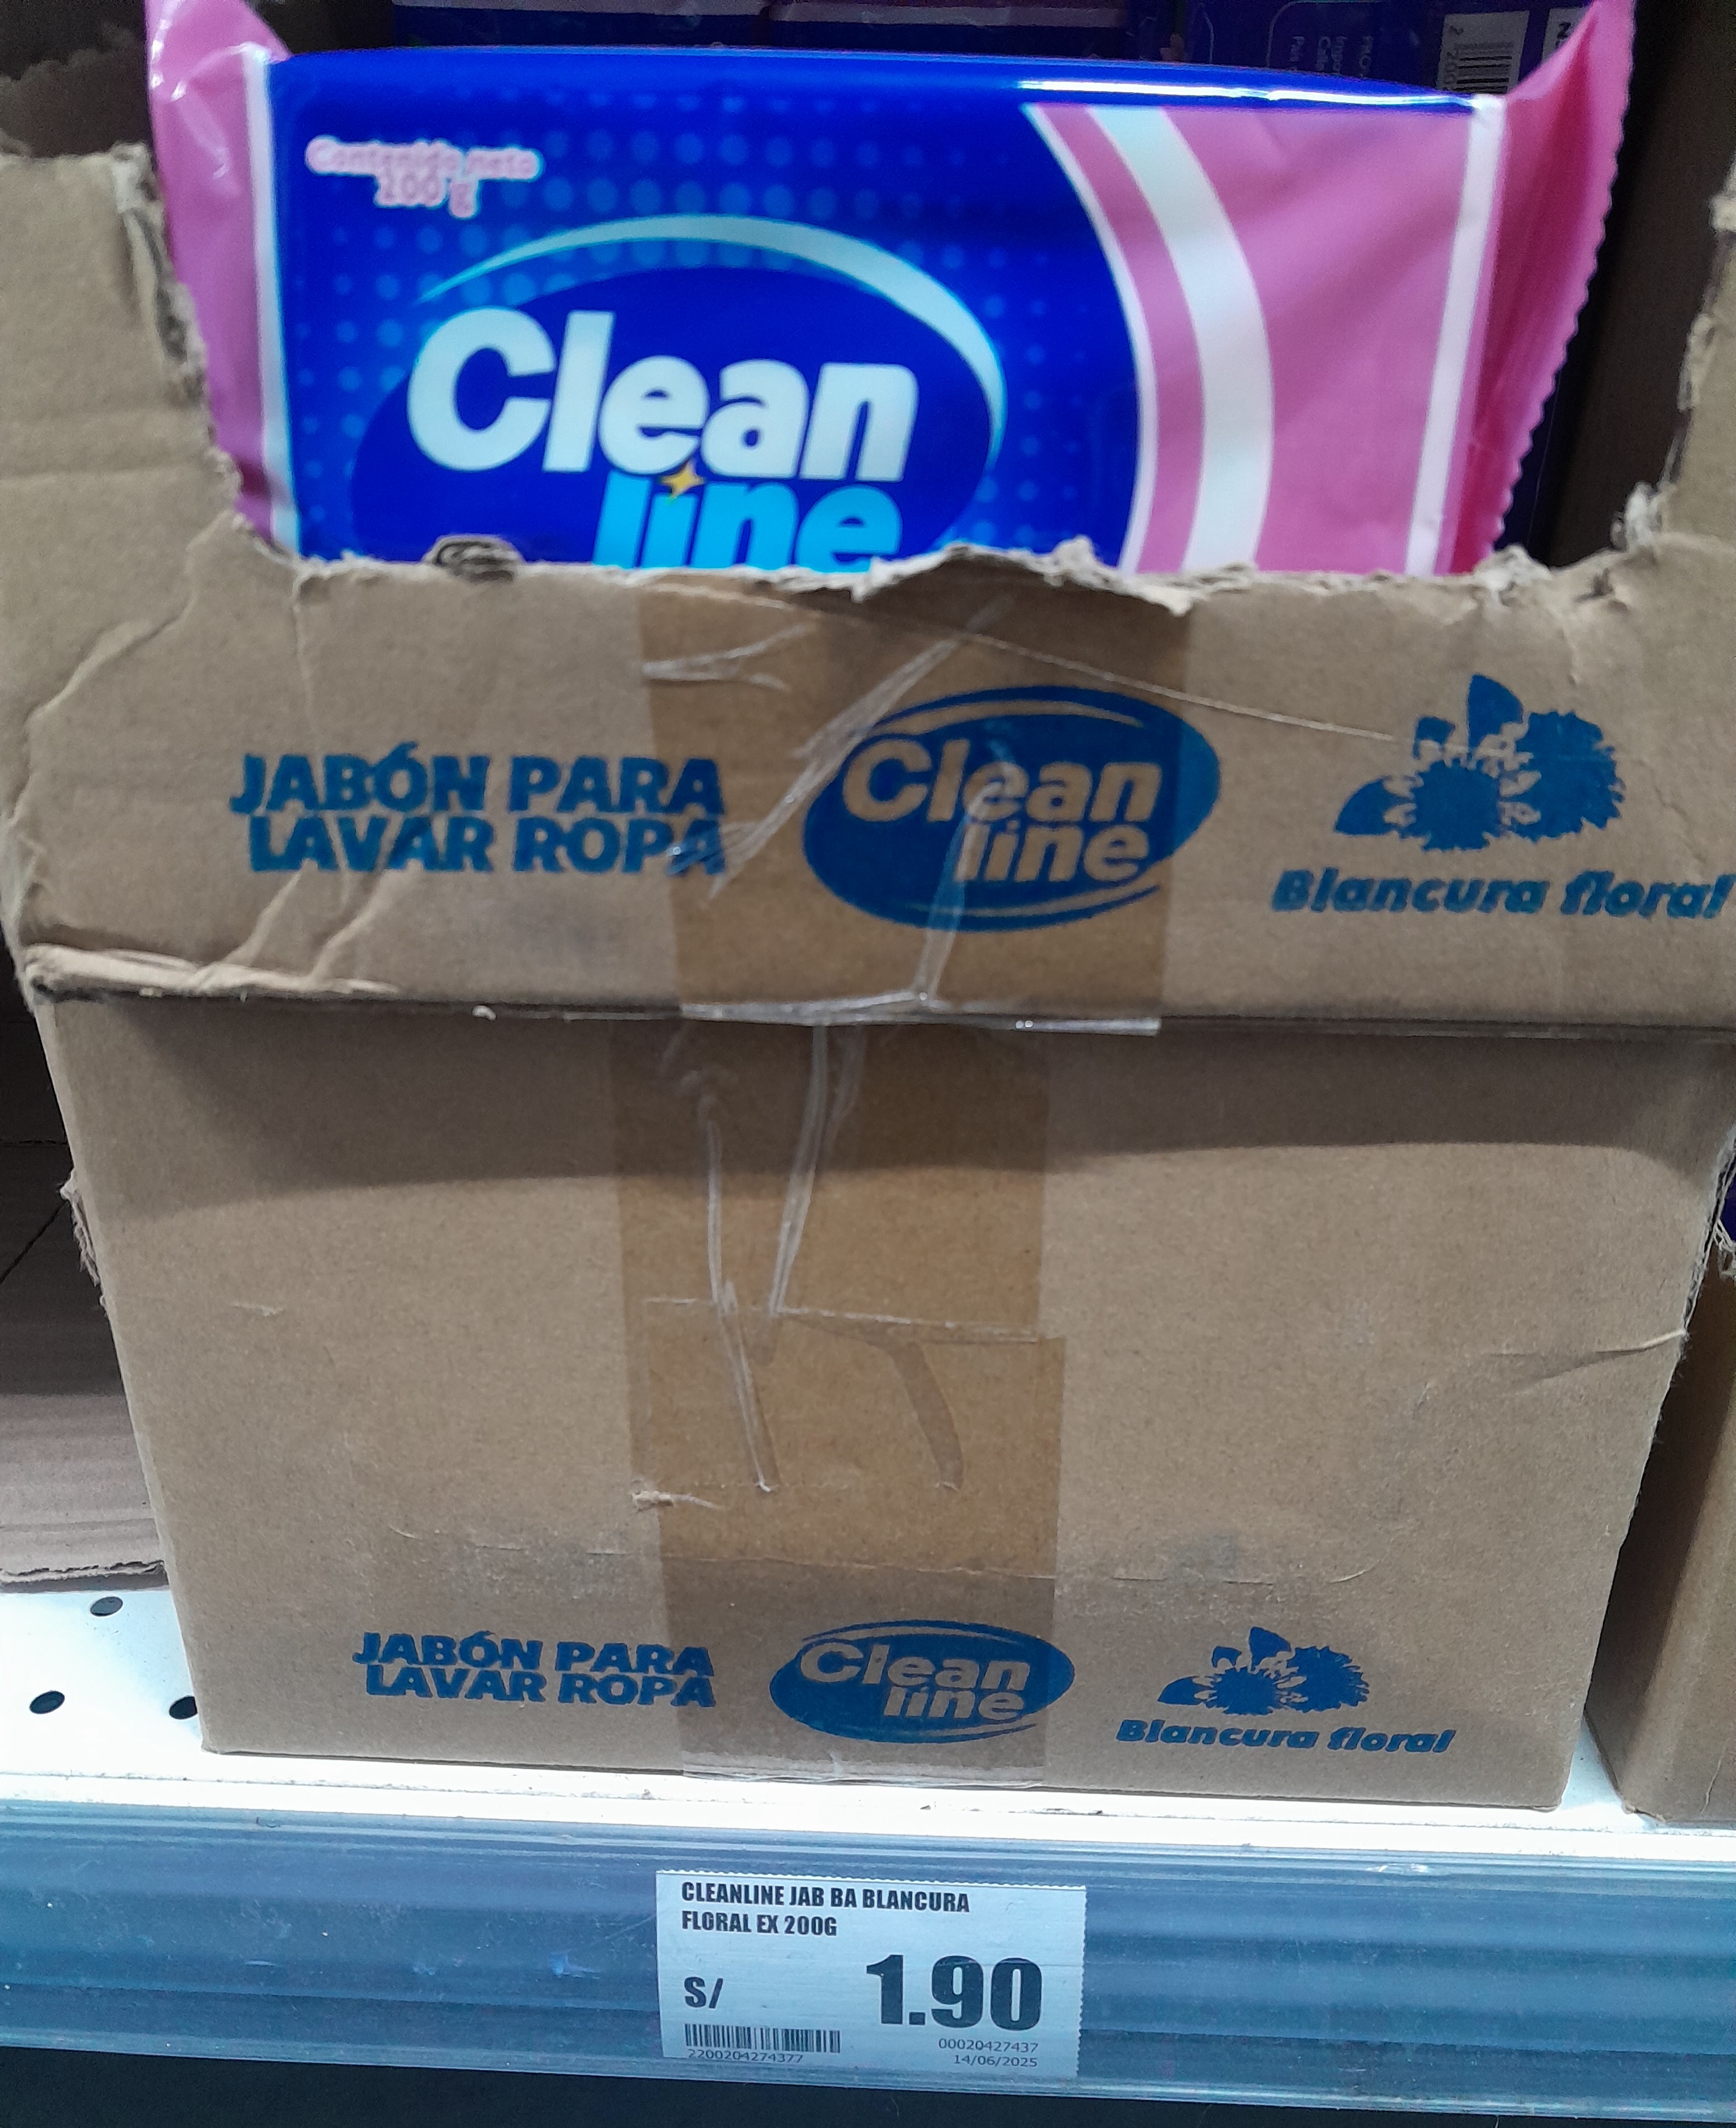 Contenido neto
200 g
Clean
line
JABÓN PARA
LAVAR ROPA
Clean
line
Blancura floral
JABÓN PARA
LAVAR ROPA
Clean
line
Blancura floral
CLEANLINE JAB BA BLANCURA
FLORAL EX 200G
S/ 1.90
2200204274377
00020427437
14/06/2025